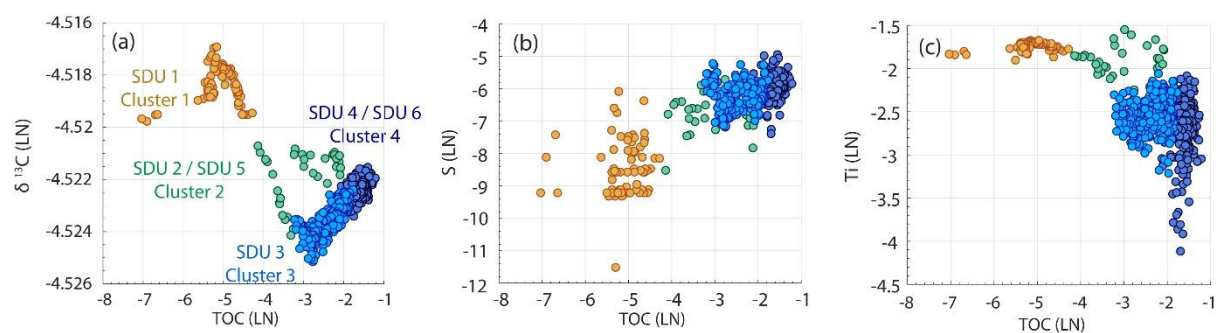 (a)
δ ¹³C (LN)
-4.516
-4.518
-4.52
-4.522
-4.524
-4.526
SDU 1
Cluster 1
SDU 4 / SDU 6
Cluster 4
SDU 2 / SDU 5
Cluster 2
SDU 3
Cluster 3
-8 -7 -6 -5 -4 -3 -2 -1
TOC (LN)
(b)
S (LN)
-4
-5
-6
-7
-8
-9
-10
-11
-12
-8 -7 -6 -5 -4 -3 -2 -1
TOC (LN)
(c)
Ti (LN)
-1
-1.5
-2
-2.5
-3
-3.5
-4
-4.5
-8 -7 -6 -5 -4 -3 -2 -1
TOC (LN)